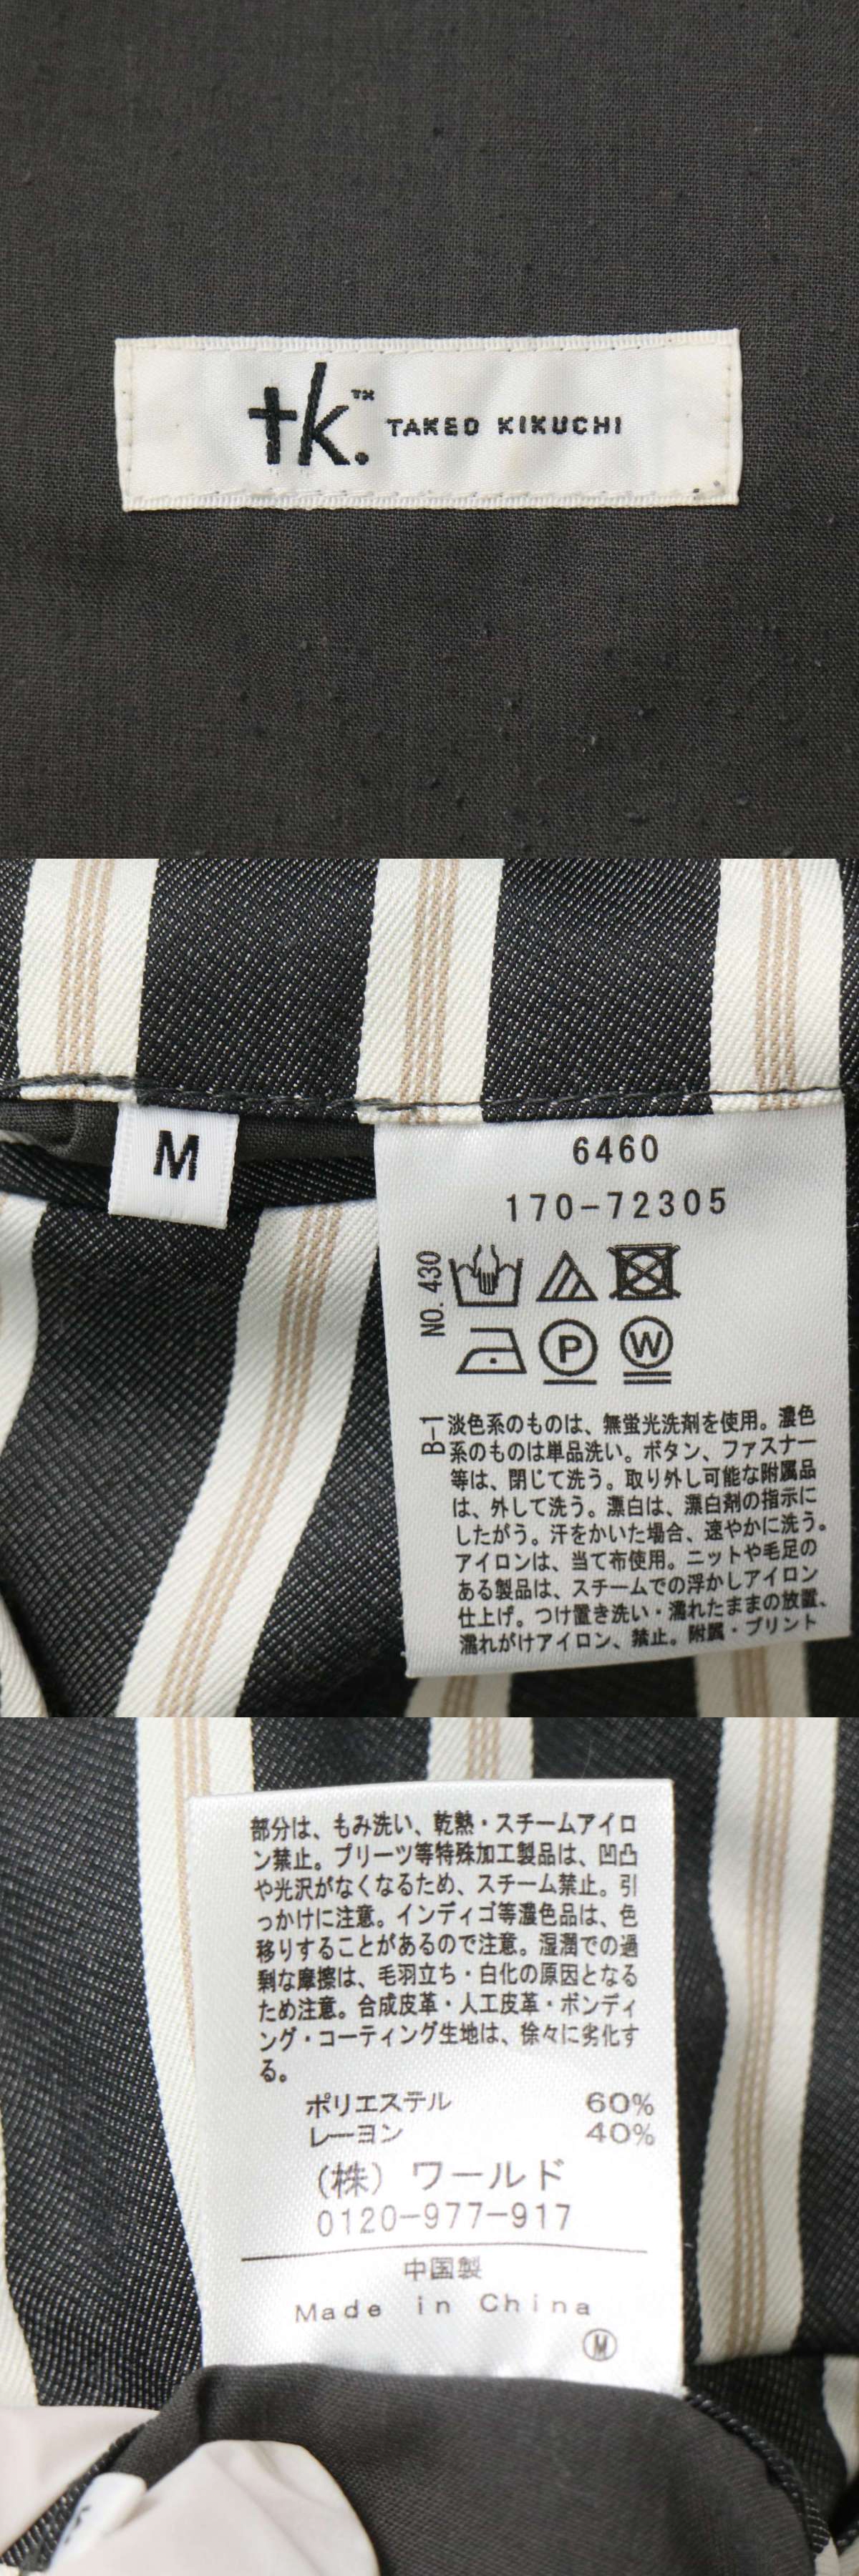 tk.™ TAKEO KIKUCHI
M
6460
170-72305
NO. 430
P W
B-1
淡色系のものは、無蛍光洗剤を使用。濃色
系のものは単品洗い。ボタン、ファスナー
等は、閉じて洗う。取り外し可能な附属品
は、外して洗う。漂白は、漂白剤の指示に
したがう。汗をかいた場合、速やかに洗う。
アイロンは、当て布使用。ニットや毛足の
ある製品は、スチームでの浮かしアイロン
仕上げ。つけ置き洗い・濡れたままの放置、
濡れがけアイロン、禁止。附属・プリント
部分は、もみ洗い、乾熱・スチームアイロ
ン禁止。プリーツ等特殊加工製品は、凹凸
や光沢がなくなるため、スチーム禁止。引
っかけに注意。インディゴ等濃色品は、色
移りすることがあるので注意。湿潤での過
剰な摩擦は、毛羽立ち・白化の原因となる
ため注意。合成皮革・人工皮革・ボンディ
ング・コーティング生地は、徐々に劣化す
る。
ポリエステル 60%
レーヨン 40%
(株) ワールド
0120-977-917
中国製
Made in China
Ⓜ